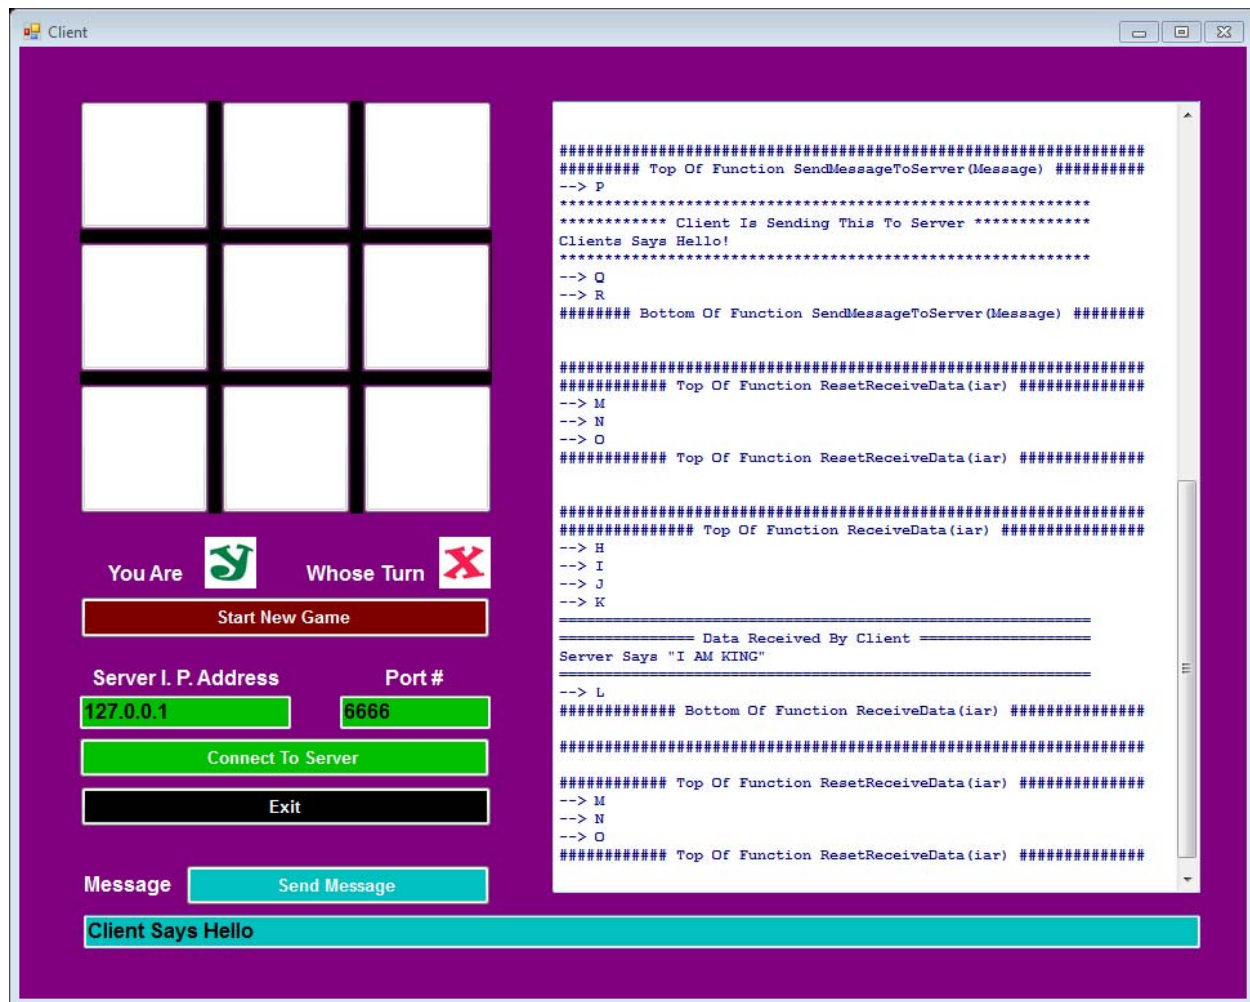 Client
#################################################################
######### Top Of Function SendMessageToServer(Message) ##########
--> P
***********************************************************
************ Client Is Sending This To Server *************
Clients Says Hello!
***********************************************************
--> Q
--> R
######## Bottom Of Function SendMessageToServer(Message) ########
#################################################################
############ Top Of Function ResetReceiveData(iar) ##############
--> M
--> N
--> O
############ Top Of Function ResetReceiveData(iar) ##############
#################################################################
############### Top Of Function ReceiveData(iar) ################
--> H
--> I
--> J
--> K
===========================================================
=============== Data Received By Client ===================
Server Says "I AM KING"
===========================================================
--> L
############# Bottom Of Function ReceiveData(iar) ###############
#################################################################
############ Top Of Function ResetReceiveData(iar) ##############
--> M
--> N
--> O
############ Top Of Function ResetReceiveData(iar) ##############
You Are y Whose Turn x
Start New Game
Server I. P. Address Port #
127.0.0.1 6666
Connect To Server
Exit
Message Send Message
Client Says Hello